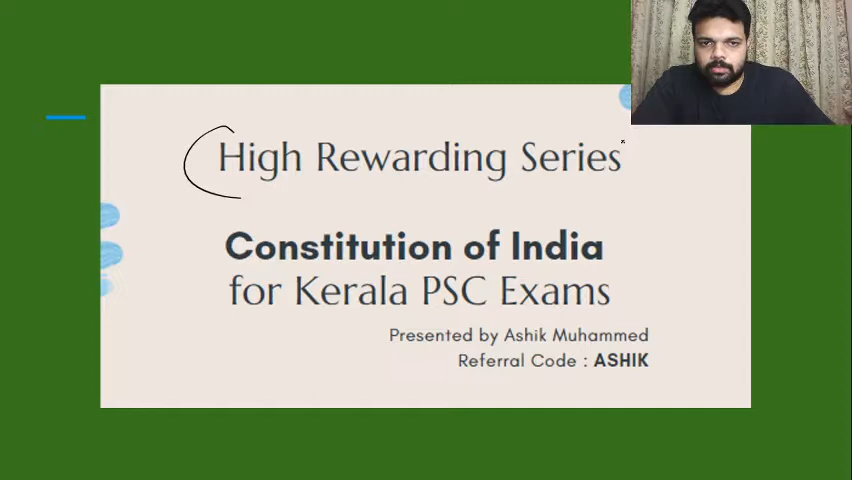 High Rewarding Series
Constitution of India
for Kerala PSC Exams
Presented by Ashik Muhammed
Referral Code : ASHIK